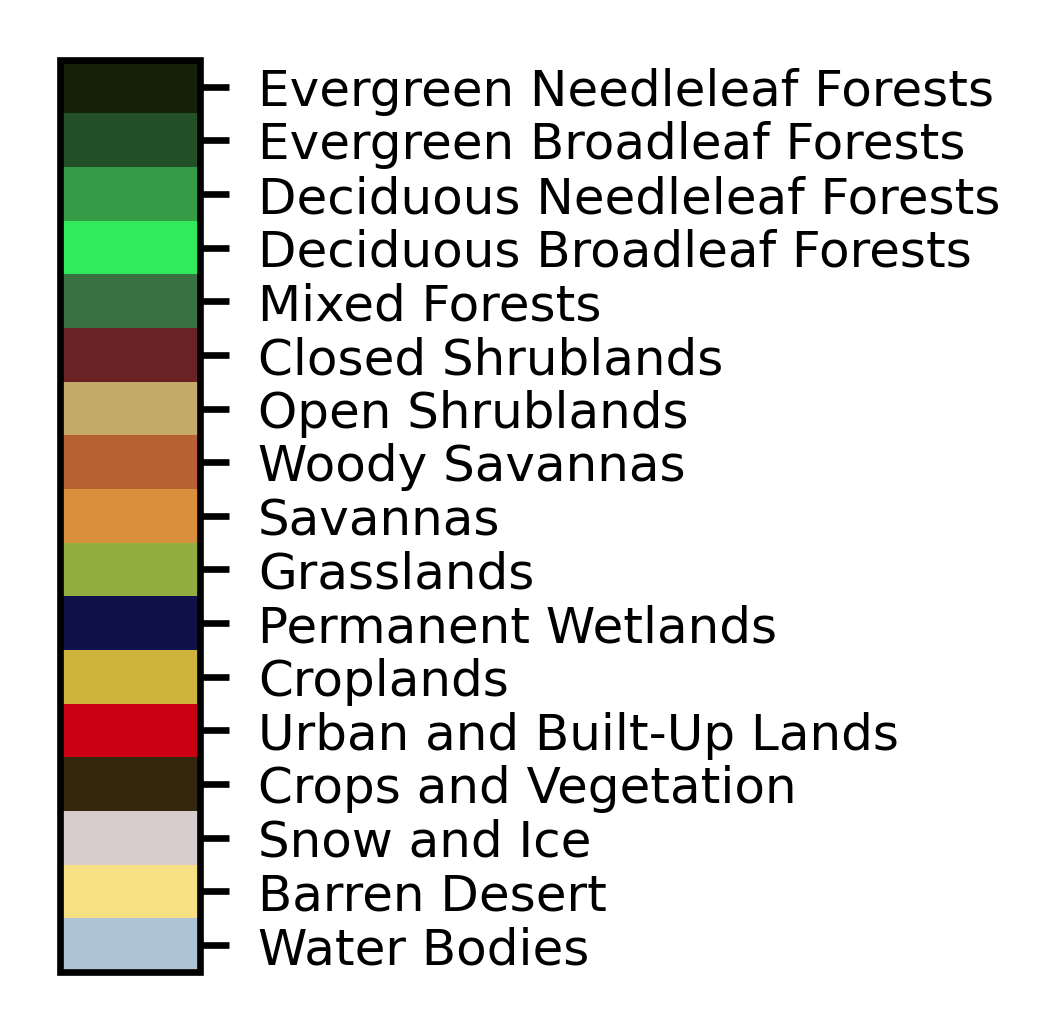 Evergreen Needleleaf Forests
Evergreen Broadleaf Forests
Deciduous Needleleaf Forests
Deciduous Broadleaf Forests
Mixed Forests
Closed Shrublands
Open Shrublands
Woody Savannas
Savannas
Grasslands
Permanent Wetlands
Croplands
Urban and Built-Up Lands
Crops and Vegetation
Snow and Ice
Barren Desert
Water Bodies